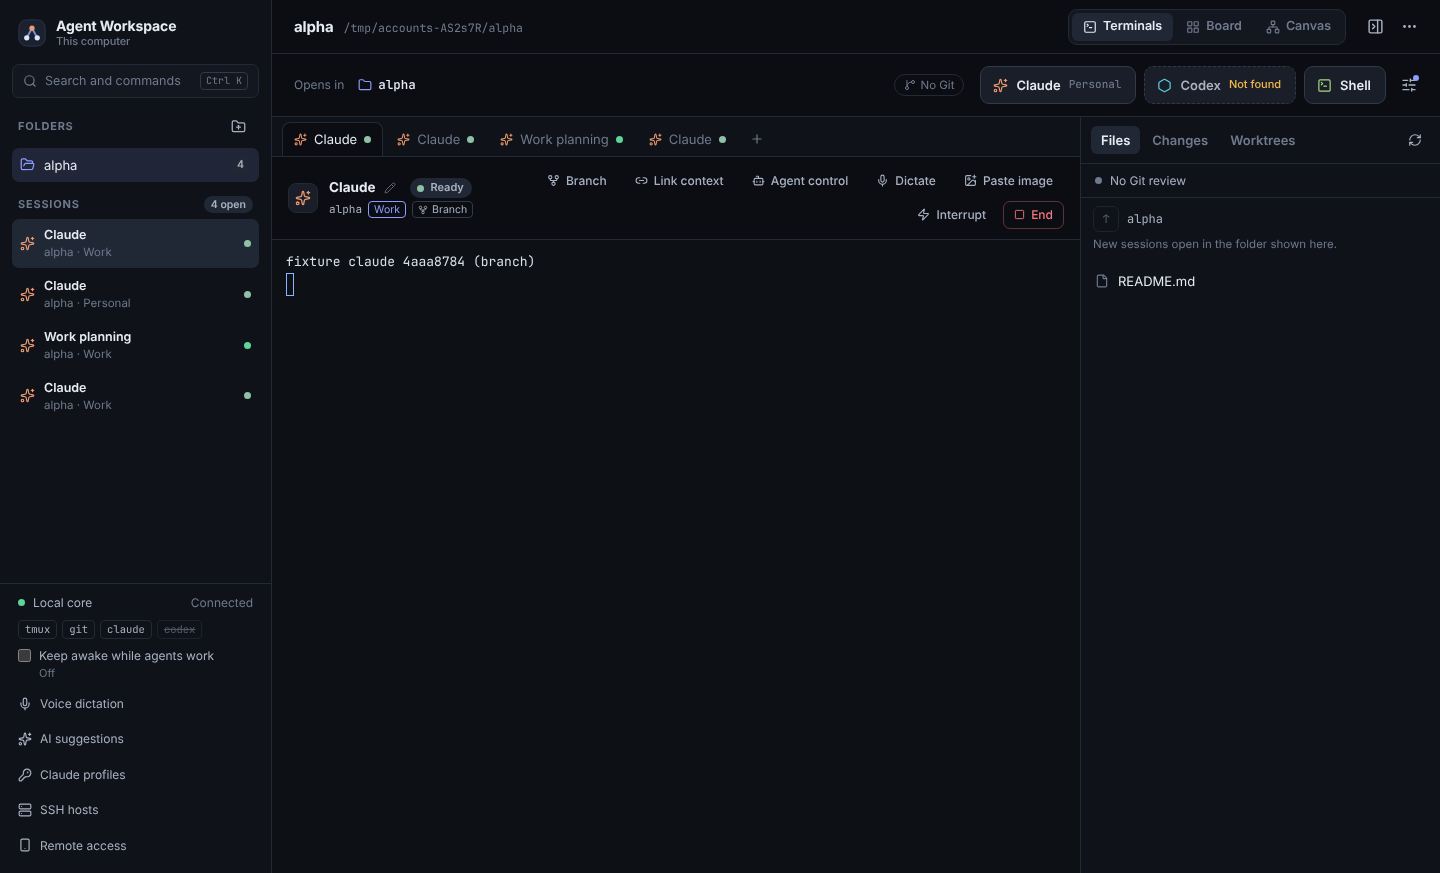 Agent Workspace
This computer
Search and commands Ctrl K
FOLDERS
alpha 4
SESSIONS 4 open
Claude
alpha · Work
Claude
alpha · Personal
Work planning
alpha · Work
Claude
alpha · Work
Local core Connected
tmux git claude codex
Keep awake while agents work
Off
Voice dictation
AI suggestions
Claude profiles
SSH hosts
Remote access
alpha /tmp/accounts-AS2s7R/alpha
Terminals Board Canvas
Opens in alpha
No Git
Claude Personal
Codex Not found
Shell
Claude Claude Work planning Claude
Claude Ready
alpha Work Branch
Branch Link context Agent control Dictate Paste image
Interrupt End
fixture claude 4aaa8784 (branch)
Files Changes Worktrees
No Git review
alpha
New sessions open in the folder shown here.
README.md